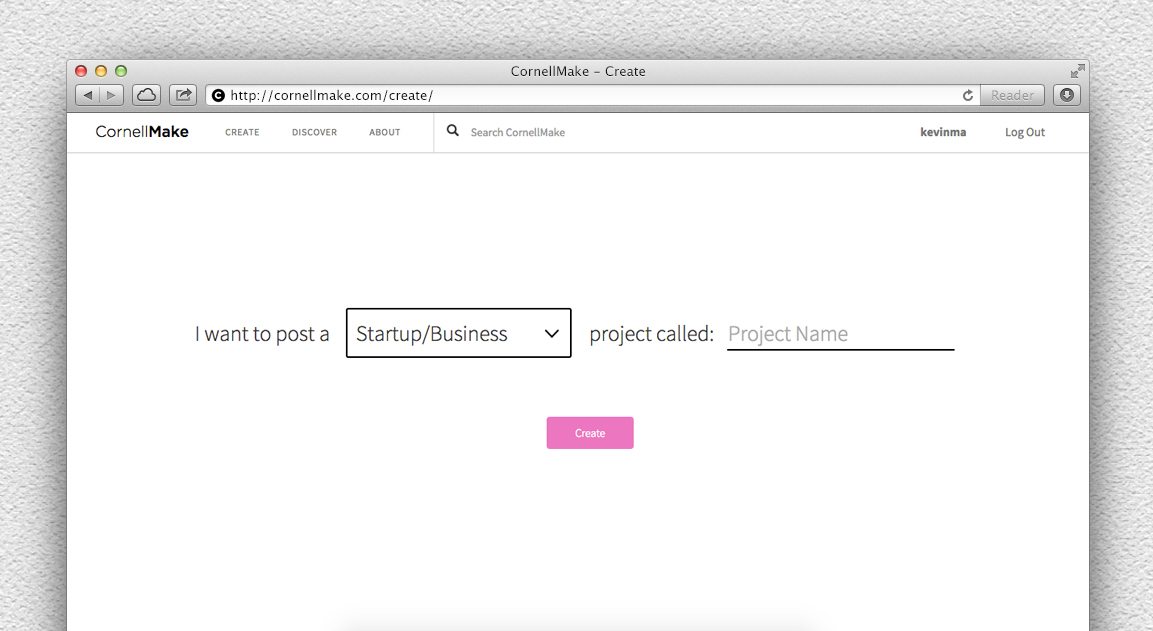 CornellMake – Create
http://cornellmake.com/create/
Reader
CornellMake CREATE DISCOVER ABOUT Search CornellMake kevinma Log Out
I want to post a Startup/Business project called: Project Name
Create